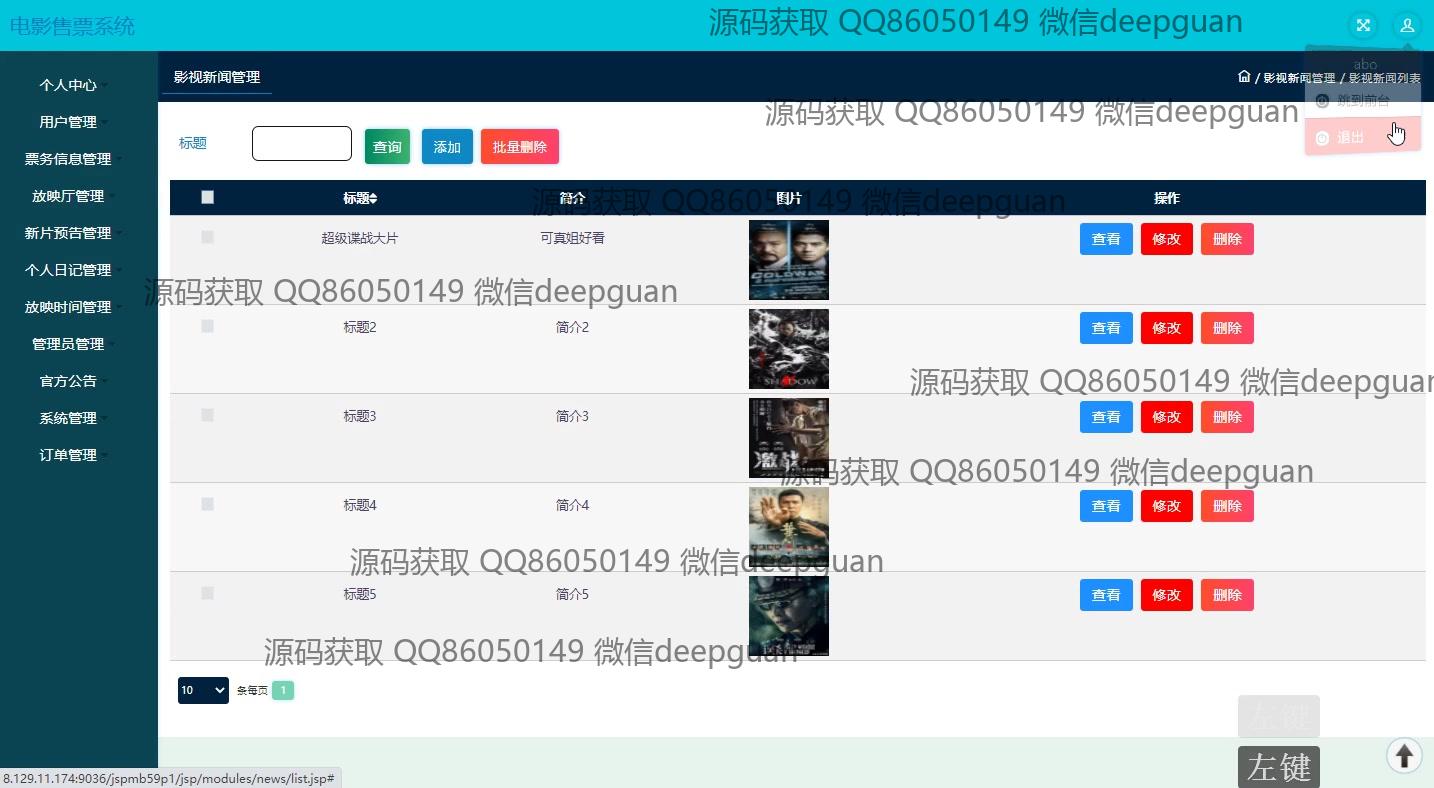 电影售票系统
源码获取 QQ86050149 微信deepguan
abo
跳到前台
退出
个人中心
用户管理
票务信息管理
放映厅管理
新片预告管理
个人日记管理
放映时间管理
管理员管理
官方公告
系统管理
订单管理
影视新闻管理
/ 影视新闻管理 / 影视新闻列表
源码获取 QQ86050149 微信deepguan
标题 查询 添加 批量删除
标题 简介 图片 操作
源码获取 QQ86050149 微信deepguan
超级谍战大片 可真姐好看 查看 修改 删除
COLDWAR
源码获取 QQ86050149 微信deepguan
标题2 简介2 查看 修改 删除
SHADOW
源码获取 QQ86050149 微信deepguan
标题3 简介3 查看 修改 删除
激战
源码获取 QQ86050149 微信deepguan
标题4 简介4 查看 修改 删除
源码获取 QQ86050149 微信deepguan
标题5 简介5 查看 修改 删除
源码获取 QQ86050149 微信deepguan
10 条每页 1
左键
左键
8.129.11.174:9036/jspmb59p1/jsp/modules/news/list.jsp#